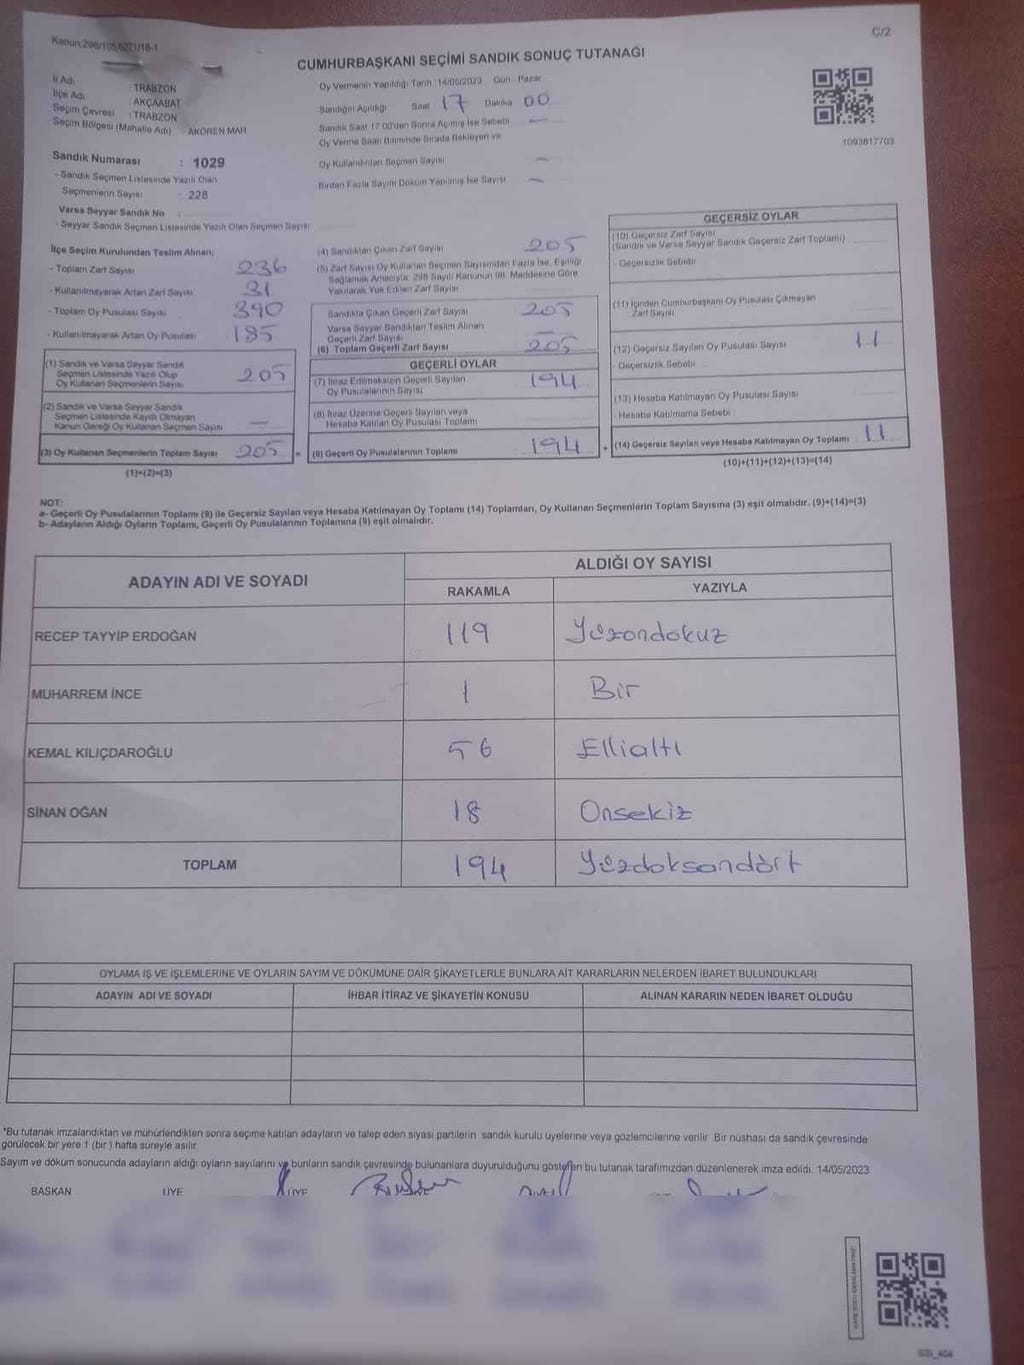 Kanun:298/105,6271/18-1
C/2
CUMHURBAŞKANI SEÇİMİ SANDIK SONUÇ TUTANAĞI
İl Adı : TRABZON
İlçe Adı : AKÇAABAT
Seçim Çevresi : TRABZON
Seçim Bölgesi (Mahalle Adı) : AKÖREN MAH
Sandık Numarası : 1029
- Sandık Seçmen Listesinde Yazılı Olan
Seçmenlerin Sayısı : 228
Varsa Seyyar Sandık No
- Seyyar Sandık Seçmen Listesinde Yazılı Olan Seçmen Sayısı
Oy Vermenin Yapıldığı Tarih :14/05/2023 Gün : Pazar
Sandığın Açıldığı Saat 17 Dakika 00
Sandık Saat 17.00'den Sonra Açılmış İse Sebebi —
Oy Verme Saati Bitiminde Sırada Bekleyen ve
Oy Kullandırılan Seçmen Sayısı —
Birden Fazla Sayım Döküm Yapılmış İse Sayısı —
1093817703
İlçe Seçim Kurulundan Teslim Alınan;
- Toplam Zarf Sayısı 236
- Kullanılmayarak Artan Zarf Sayısı 31
- Toplam Oy Pusulası Sayısı 390
- Kullanılmayarak Artan Oy Pusulası 185
(1) Sandık ve Varsa Seyyar Sandık
Seçmen Listesinde Yazılı Olup
Oy Kullanan Seçmenlerin Sayısı 205
(2) Sandık ve Varsa Seyyar Sandık
Seçmen Listesinde Kayıtlı Olmayan
Kanun Gereği Oy Kullanan Seçmen Sayısı —
(3) Oy Kullanan Seçmenlerin Toplam Sayısı 205 =
(1)+(2)=(3)
(4) Sandıktan Çıkan Zarf Sayısı 205
(5) Zarf Sayısı Oy Kullanan Seçmen Sayısından Fazla İse, Eşitliği
Sağlamak Amacıyla, 298 Sayılı Kanunun 98. Maddesine Göre
Yakılarak Yok Edilen Zarf Sayısı
Sandıkta Çıkan Geçerli Zarf Sayısı 205
Varsa Seyyar Sandıktan Teslim Alınan
Geçerli Zarf Sayısı —
(6) Toplam Geçerli Zarf Sayısı 205
GEÇERLİ OYLAR
(7) İtiraz Edilmeksizin Geçerli Sayılan
Oy Pusulalarının Sayısı 194
(8) İtiraz Üzerine Geçerli Sayılan veya
Hesaba Katılan Oy Pusulası Toplamı
(9) Geçerli Oy Pusulalarının Toplamı 194 +
GEÇERSİZ OYLAR
(10) Geçersiz Zarf Sayısı
(Sandık ve Varsa Seyyar Sandık Geçersiz Zarf Toplamı)
- Geçersizlik Sebebi
(11) İçinden Cumhurbaşkanı Oy Pusulası Çıkmayan
Zarf Sayısı
(12) Geçersiz Sayılan Oy Pusulası Sayısı 11
- Geçersizlik Sebebi
(13) Hesaba Katılmayan Oy Pusulası Sayısı
- Hesaba Katılmama Sebebi
(14) Geçersiz Sayılan veya Hesaba Katılmayan Oy Toplamı 11
(10)+(11)+(12)+(13)=(14)
NOT:
a- Geçerli Oy Pusulalarının Toplamı (9) ile Geçersiz Sayılan veya Hesaba Katılmayan Oy Toplamı (14) Toplamları, Oy Kullanan Seçmenlerin Toplam Sayısına (3) eşit olmalıdır. (9)+(14)=(3)
b- Adayların Aldığı Oyların Toplamı, Geçerli Oy Pusulalarının Toplamına (9) eşit olmalıdır.
ADAYIN ADI VE SOYADI
ALDIĞI OY SAYISI
RAKAMLA YAZIYLA
RECEP TAYYİP ERDOĞAN 119 Yüzondokuz
MUHARREM İNCE 1 Bir
KEMAL KILIÇDAROĞLU 56 Ellialtı
SİNAN OĞAN 18 Onsekiz
TOPLAM 194 Yüzdoksandört
OYLAMA İŞ VE İŞLEMLERİNE VE OYLARIN SAYIM VE DÖKÜMÜNE DAİR ŞİKAYETLERLE BUNLARA AİT KARARLARIN NELERDEN İBARET BULUNDUKLARI
ADAYIN ADI VE SOYADI İHBAR İTİRAZ VE ŞİKAYETİN KONUSU ALINAN KARARIN NEDEN İBARET OLDUĞU
*Bu tutanak imzalandıktan ve mühürlendikten sonra seçime katılan adayların ve talep eden siyasi partilerin sandık kurulu üyelerine veya gözlemcilerine verilir. Bir nüshası da sandık çevresinde
görülecek bir yere 1 (bir) hafta süreyle asılır.
Sayım ve döküm sonucunda adayların aldığı oyların sayılarını ve bunların sandık çevresinde bulunanlara duyurulduğunu gösteren bu tutanak tarafımızdan düzenlenerek imza edildi. 14/05/2023
BAŞKAN ÜYE ÜYE